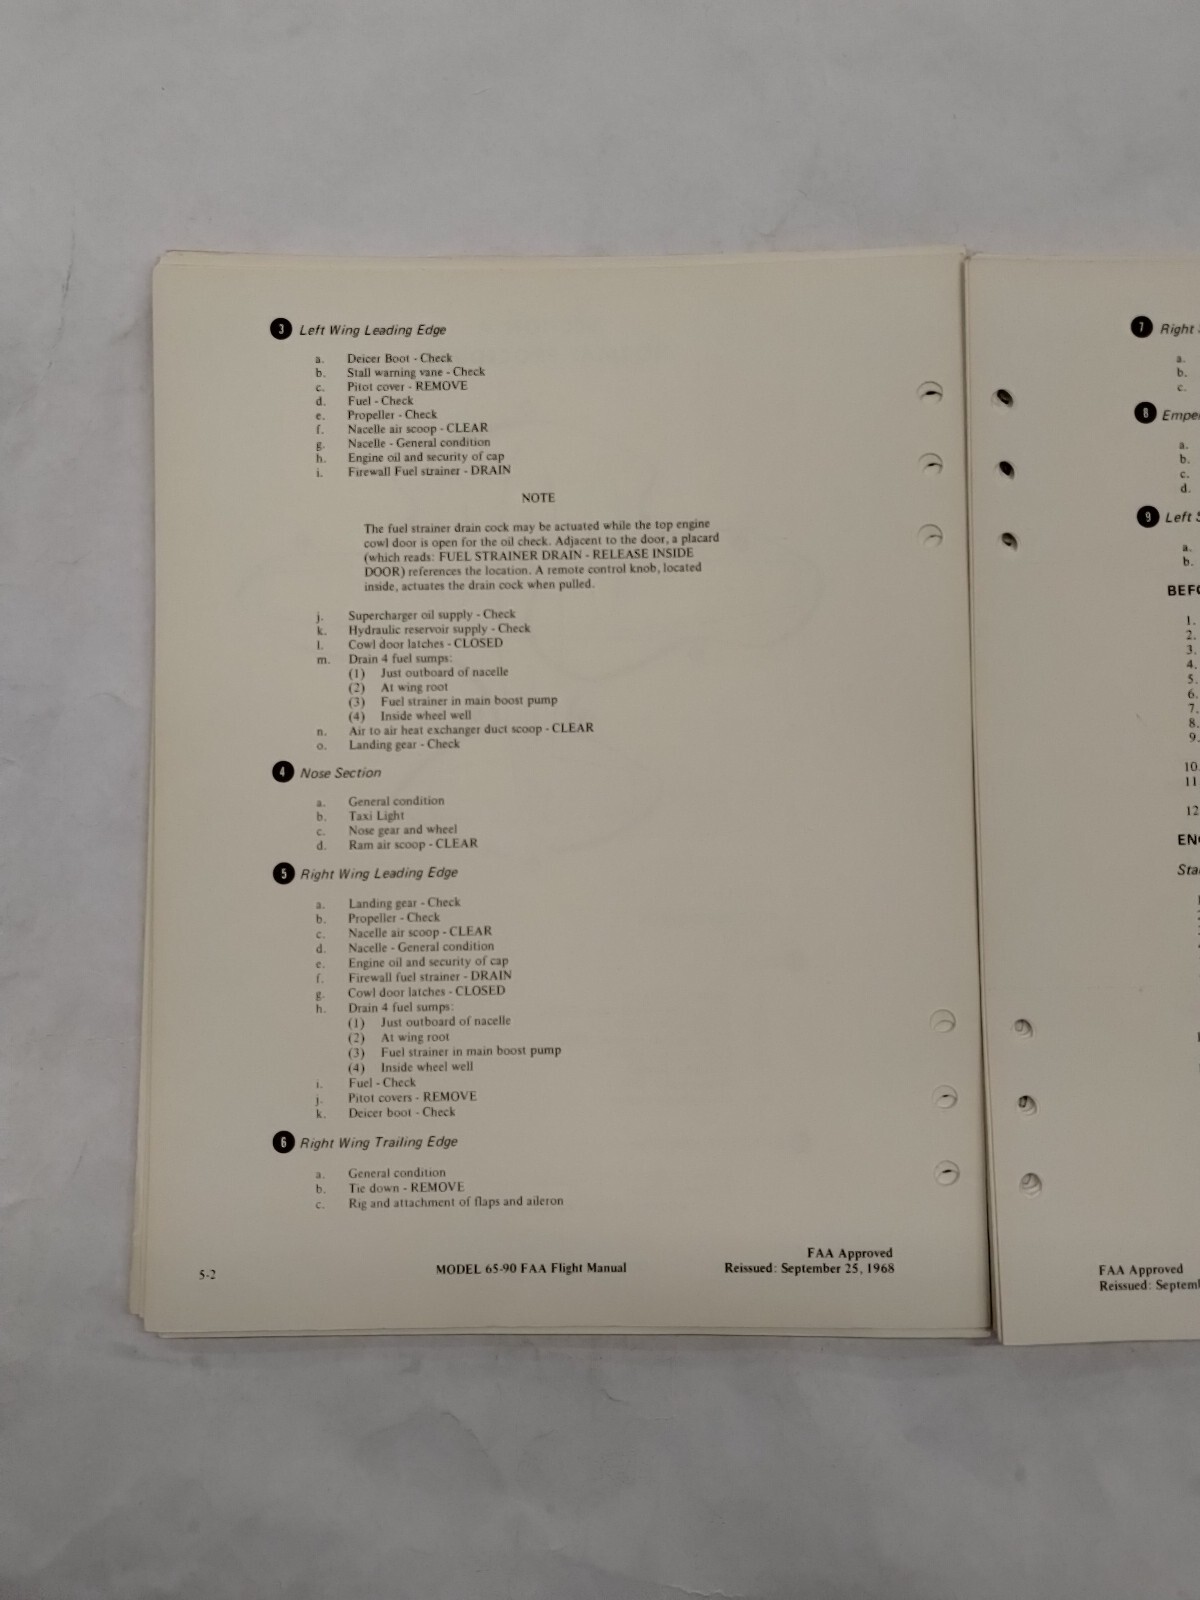 3 Left Wing Leading Edge
a. Deicer Boot - Check
b. Stall warning vane - Check
c. Pitot cover - REMOVE
d. Fuel - Check
e. Propeller - Check
f. Nacelle air scoop - CLEAR
g. Nacelle - General condition
h. Engine oil and security of cap
i. Firewall Fuel strainer - DRAIN
NOTE
The fuel strainer drain cock may be actuated while the top engine
cowl door is open for the oil check. Adjacent to the door, a placard
(which reads: FUEL STRAINER DRAIN - RELEASE INSIDE
DOOR) references the location. A remote control knob, located
inside, actuates the drain cock when pulled.
j. Supercharger oil supply - Check
k. Hydraulic reservoir supply - Check
l. Cowl door latches - CLOSED
m. Drain 4 fuel sumps:
(1) Just outboard of nacelle
(2) At wing root
(3) Fuel strainer in main boost pump
(4) Inside wheel well
n. Air to air heat exchanger duct scoop - CLEAR
o. Landing gear - Check
4 Nose Section
a. General condition
b. Taxi Light
c. Nose gear and wheel
d. Ram air scoop - CLEAR
5 Right Wing Leading Edge
a. Landing gear - Check
b. Propeller - Check
c. Nacelle air scoop - CLEAR
d. Nacelle - General condition
e. Engine oil and security of cap
f. Firewall fuel strainer - DRAIN
g. Cowl door latches - CLOSED
h. Drain 4 fuel sumps:
(1) Just outboard of nacelle
(2) At wing root
(3) Fuel strainer in main boost pump
(4) Inside wheel well
i. Fuel - Check
j. Pitot covers - REMOVE
k. Deicer boot - Check
6 Right Wing Trailing Edge
a. General condition
b. Tie down - REMOVE
c. Rig and attachment of flaps and aileron
5-2
MODEL 65-90 FAA Flight Manual
FAA Approved
Reissued: September 25, 1968
7 Right
a.
b.
c.
8 Empe
a.
b.
c.
d.
9 Left S
a.
b.
BEFO
1.
2.
3.
4.
5.
6.
7.
8.
9.
10.
11
12
EN
Sta
FAA Approved
Reissued: Septem